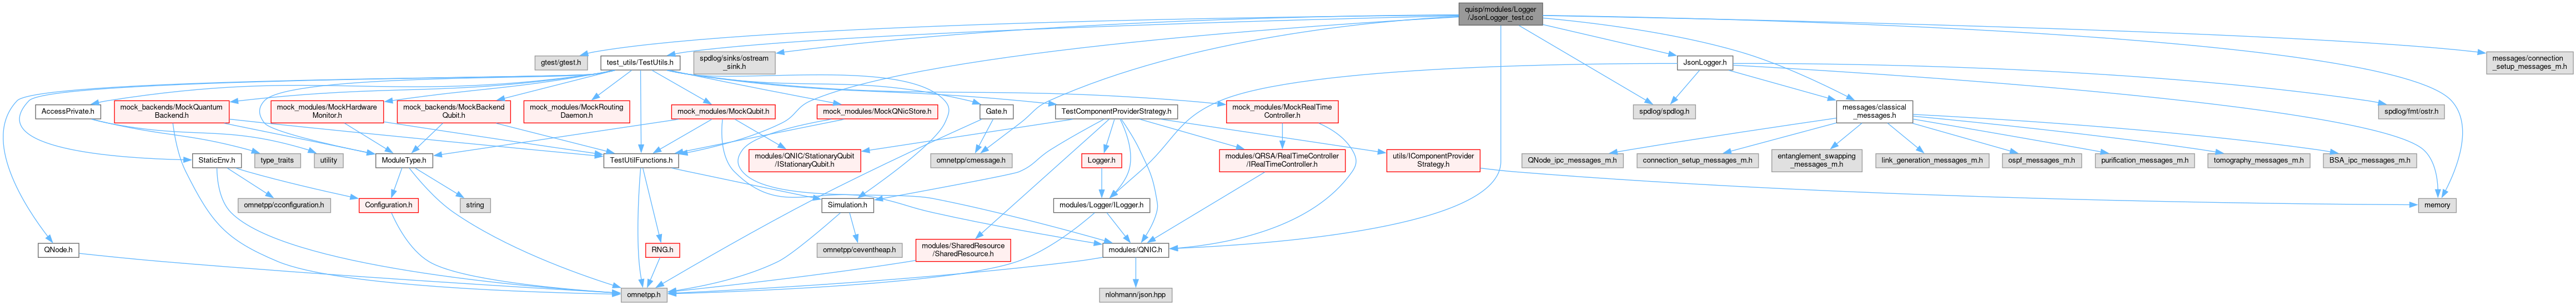 quisp/modules/Logger
/JsonLogger_test.cc
gtest/gtest.h
test_utils/TestUtils.h
spdlog/sinks/ostream
_sink.h
JsonLogger.h
messages/connection
_setup_messages_m.h
AccessPrivate.h
mock_backends/MockQuantum
Backend.h
mock_modules/MockHardware
Monitor.h
mock_backends/MockBackend
Qubit.h
mock_modules/MockRouting
Daemon.h
mock_modules/MockQubit.h
mock_modules/MockQNicStore.h
Gate.h
TestComponentProviderStrategy.h
mock_modules/MockRealTime
Controller.h
spdlog/spdlog.h
messages/classical
_messages.h
spdlog/fmt/ostr.h
StaticEnv.h
type_traits
utility
ModuleType.h
TestUtilFunctions.h
modules/QNIC/StationaryQubit
/IStationaryQubit.h
omnetpp/cmessage.h
Logger.h
modules/QRSA/RealTimeController
/IRealTimeController.h
utils/IComponentProvider
Strategy.h
QNode_ipc_messages_m.h
connection_setup_messages_m.h
entanglement_swapping
_messages_m.h
link_generation_messages_m.h
ospf_messages_m.h
purification_messages_m.h
tomography_messages_m.h
BSA_ipc_messages_m.h
omnetpp/cconfiguration.h
Configuration.h
string
Simulation.h
modules/Logger/ILogger.h
memory
QNode.h
RNG.h
omnetpp/ceventheap.h
modules/SharedResource
/SharedResource.h
modules/QNIC.h
omnetpp.h
nlohmann/json.hpp